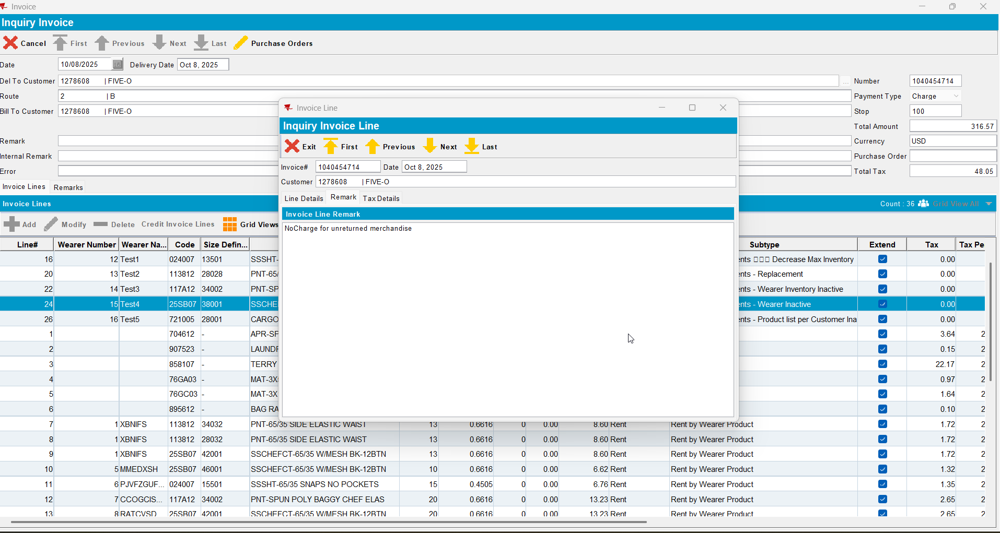 Invoice
Inquiry Invoice
Cancel First Previous Next Last Purchase Orders
Date 10/08/2025 Delivery Date Oct 8, 2025
Del To Customer 1278608 | FIVE-O ... Number 1040454714
Route 2 | B Payment Type Charge
Bill To Customer 1278608 | FIVE-O Stop 100
Total Amount 316.57
Remark Currency USD
Internal Remark Purchase Order
Error Total Tax 48.05
Invoice Lines Remarks
Invoice Lines Count : 36 Grid View All
Add Modify Delete Credit Invoice Lines Grid Views
Invoice Line
Inquiry Invoice Line
Exit First Previous Next Last
Invoice# 1040454714 Date Oct 8, 2025
Customer 1278608 | FIVE-O
Line Details Remark Tax Details
Invoice Line Remark
NoCharge for unreturned merchandise
Line# Wearer Number Wearer Na... Code Size Defin... Subtype Extend Tax Tax Pe
16 12 Test1 024007 13501 SSSHT- ents □□□ Decrease Max Inventory 0.00
20 13 Test2 113812 28028 PNT-65/ ents - Replacement 0.00
22 14 Test3 117A12 34002 PNT-SP ents - Wearer Inventory Inactive 0.00
24 15 Test4 25SB07 38001 SSCHE ents - Wearer Inactive 0.00
26 16 Test5 721005 28001 CARGO ents - Product list per Customer Ina 0.00
1 704612 - APR-SP 3.64 2
2 907523 - LAUND 0.15 2
3 858107 - TERRY 22.17 2
4 76GA03 - MAT-3X 0.97 2
5 76GC03 - MAT-3X 1.64 2
6 895612 - BAG RA 0.10 2
7 1 XBNIFS 113812 34032 PNT-65/35 SIDE ELASTIC WAIST 13 0.6616 0 0.00 8.60 Rent Rent by Wearer Product 1.72 2
8 1 XBNIFS 113812 28032 PNT-65/35 SIDE ELASTIC WAIST 13 0.6616 0 0.00 8.60 Rent Rent by Wearer Product 1.72 2
9 1 XBNIFS 25SB07 42001 SSCHEFCT-65/35 W/MESH BK-12BTN 13 0.6616 0 0.00 8.60 Rent Rent by Wearer Product 1.72 2
10 5 MMEDXSH 25SB07 46001 SSCHEFCT-65/35 W/MESH BK-12BTN 10 0.6616 0 0.00 6.62 Rent Rent by Wearer Product 1.32 2
11 6 PJVFZGUF... 024007 15501 SSSHT-65/35 SNAPS NO POCKETS 15 0.4505 0 0.00 6.76 Rent Rent by Wearer Product 1.35 2
12 7 CCOGCIS... 117A12 34002 PNT-SPUN POLY BAGGY CHEF ELAS 20 0.6616 0 0.00 13.23 Rent Rent by Wearer Product 2.65 2
13 8 RATCVSD 25SB07 42001 SSCHEFCT-65/35 W/MESH BK-12BTN 20 0.6616 0 0.00 13.23 Rent Rent by Wearer Product 2.65 2